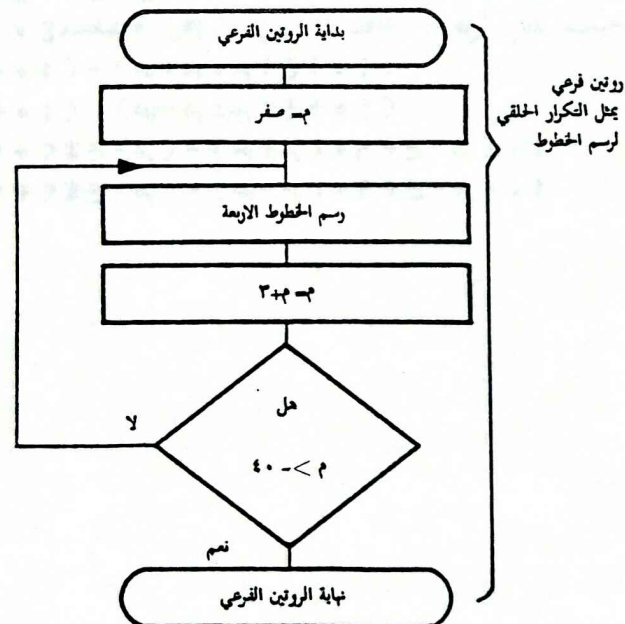 بداية الروتين الفرعي
روتين فرعي
يمثل التكرار الحلقي
لرسم الخطوط
م=صفر
رسم الخطوط الاربعة
م=م+٣
هل
م >= ٤٠
لا
نعم
نهاية الروتين الفرعي